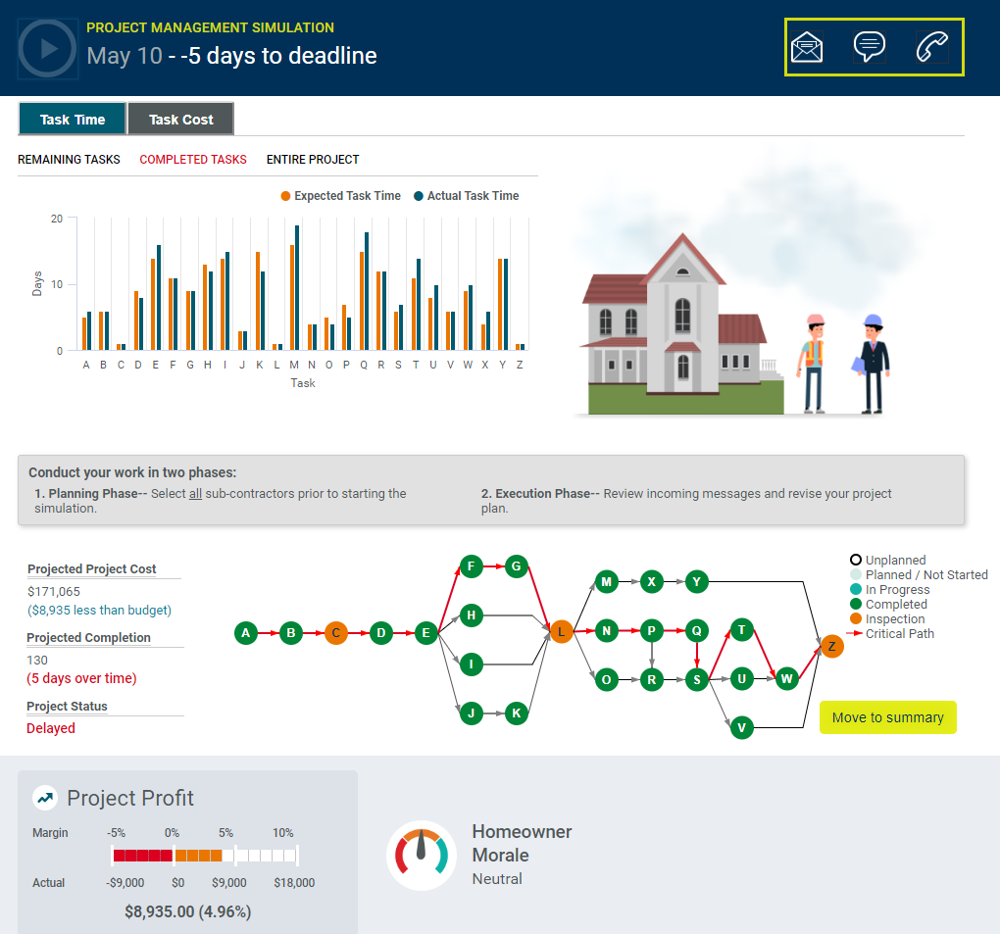 PROJECT MANAGEMENT SIMULATION
May 10 - -5 days to deadline
Task Time
Task Cost
REMAINING TASKS
COMPLETED TASKS
ENTIRE PROJECT
Expected Task Time
Actual Task Time
20
10
0
Days
A B C D E F G H I J K L M N O P Q R S T U V W X Y Z
Task
Conduct your work in two phases:
1. Planning Phase-- Select all sub-contractors prior to starting the
simulation.
2. Execution Phase-- Review incoming messages and revise your project
plan.
Projected Project Cost
$171,065
($8,935 less than budget)
Projected Completion
130
(5 days over time)
Project Status
Delayed
F G
M X Y
H
A B C D E
L
N P Q T
Z
I
O R S U W
J K
V
Unplanned
Planned / Not Started
In Progress
Completed
Inspection
Critical Path
Move to summary
Project Profit
Margin
-5% 0% 5% 10%
Actual
-$9,000 $0 $9,000 $18,000
$8,935.00 (4.96%)
Homeowner
Morale
Neutral